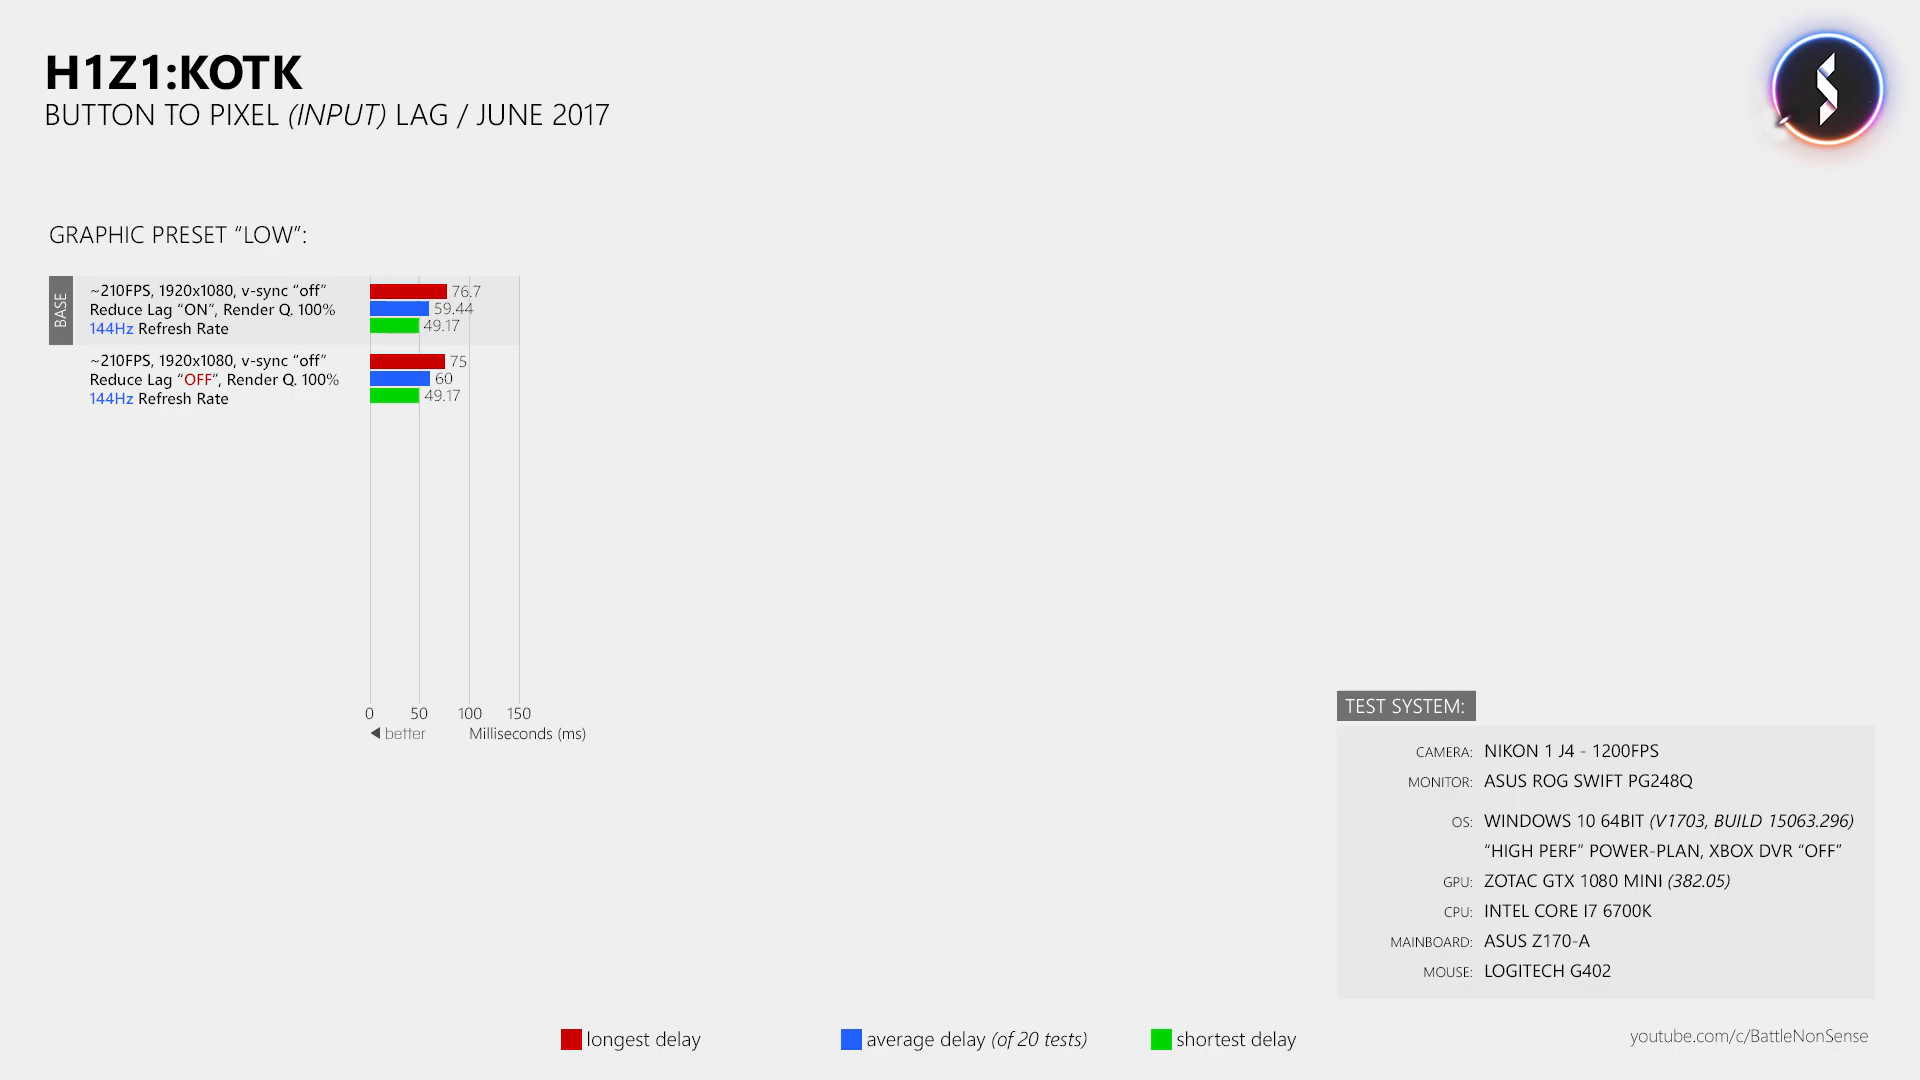 H1Z1:KOTK
BUTTON TO PIXEL (INPUT) LAG / JUNE 2017
GRAPHIC PRESET “LOW”:
BASE
~210FPS, 1920x1080, v-sync “off”
Reduce Lag “ON”, Render Q. 100%
144Hz Refresh Rate
76.7
59.44
49.17
~210FPS, 1920x1080, v-sync “off”
Reduce Lag “OFF”, Render Q. 100%
144Hz Refresh Rate
75
60
49.17
0 50 100 150
◀ better Milliseconds (ms)
TEST SYSTEM:
CAMERA: NIKON 1 J4 - 1200FPS
MONITOR: ASUS ROG SWIFT PG248Q
OS: WINDOWS 10 64BIT (V1703, BUILD 15063.296)
“HIGH PERF” POWER-PLAN, XBOX DVR “OFF”
GPU: ZOTAC GTX 1080 MINI (382.05)
CPU: INTEL CORE I7 6700K
MAINBOARD: ASUS Z170-A
MOUSE: LOGITECH G402
longest delay
average delay (of 20 tests)
shortest delay
youtube.com/c/BattleNonSense